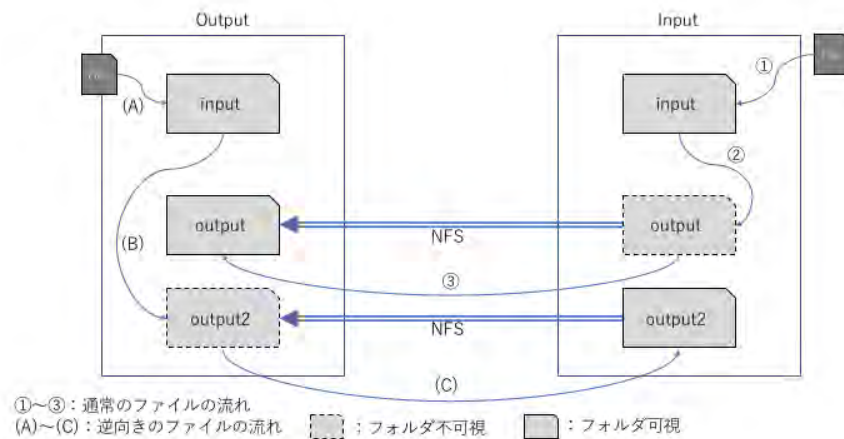 Output
Input
①
(A)
input
input
②
(B)
output
NFS
output
③
output2
NFS
output2
(C)
①～③：通常のファイルの流れ
(A)～(C)：逆向きのファイルの流れ
：フォルダ不可視
：フォルダ可視